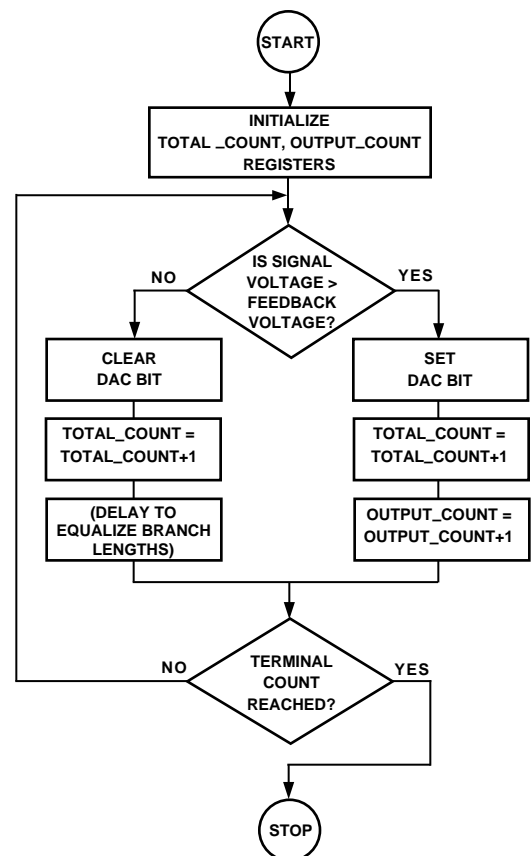 START
INITIALIZE
TOTAL _COUNT, OUTPUT_COUNT
REGISTERS
IS SIGNAL
VOLTAGE >
FEEDBACK
VOLTAGE?
NO
YES
CLEAR
DAC BIT
SET
DAC BIT
TOTAL_COUNT =
TOTAL_COUNT+1
TOTAL_COUNT =
TOTAL_COUNT+1
(DELAY TO
EQUALIZE BRANCH
LENGTHS)
OUTPUT_COUNT =
OUTPUT_COUNT+1
NO
YES
TERMINAL
COUNT
REACHED?
STOP